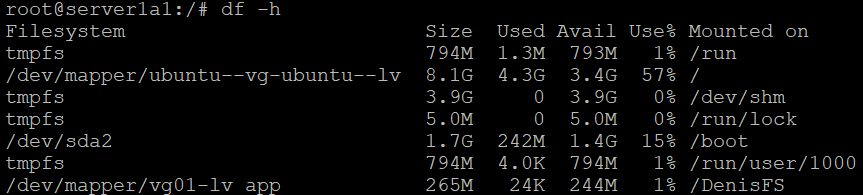 root@server1a1:/# df -h
Filesystem                         Size  Used Avail Use% Mounted on
tmpfs                              794M  1.3M  793M   1% /run
/dev/mapper/ubuntu--vg-ubuntu--lv  8.1G  4.3G  3.4G  57% /
tmpfs                              3.9G     0  3.9G   0% /dev/shm
tmpfs                              5.0M     0  5.0M   0% /run/lock
/dev/sda2                          1.7G  242M  1.4G  15% /boot
tmpfs                              794M  4.0K  794M   1% /run/user/1000
/dev/mapper/vg01-lv_app            265M   24K  244M   1% /DenisFS